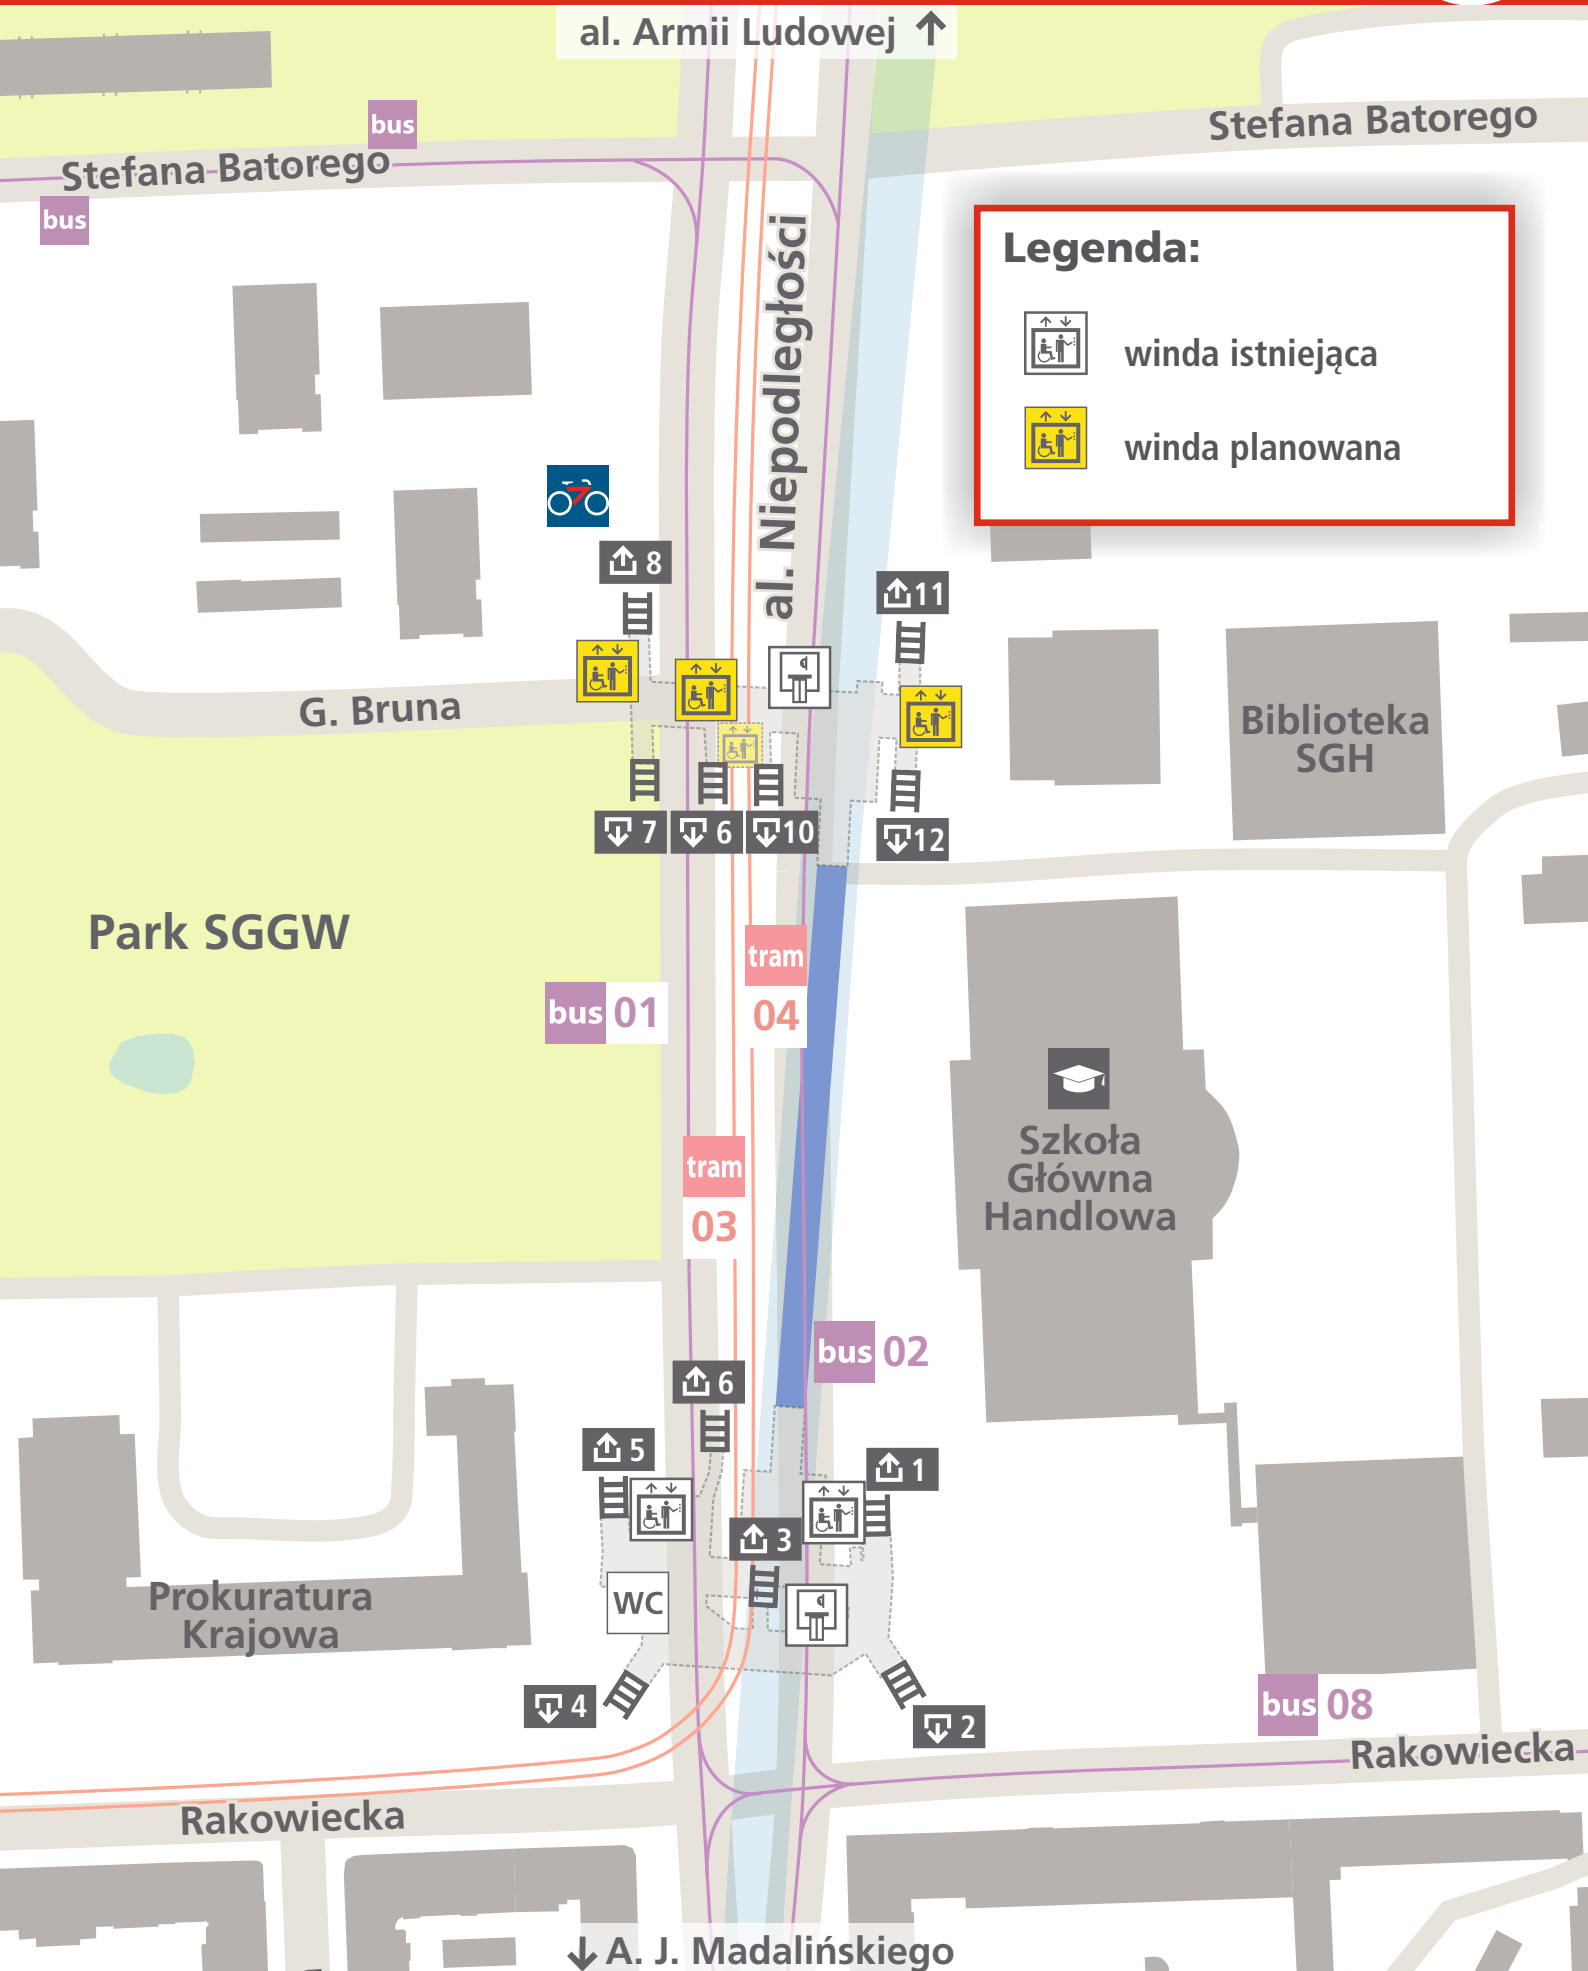 al. Armii Ludowej ↑
Stefana Batorego
bus
Stefana Batorego
bus
al. Niepodległości
Legenda:
winda istniejąca
winda planowana
8
11
G. Bruna
Biblioteka
SGH
7
6
10
12
Park SGGW
tram
04
bus 01
Szkoła
Główna
Handlowa
tram
03
bus 02
6
5
1
3
WC
Prokuratura
Krajowa
4
2
bus 08
Rakowiecka
Rakowiecka
↓ A. J. Madalińskiego